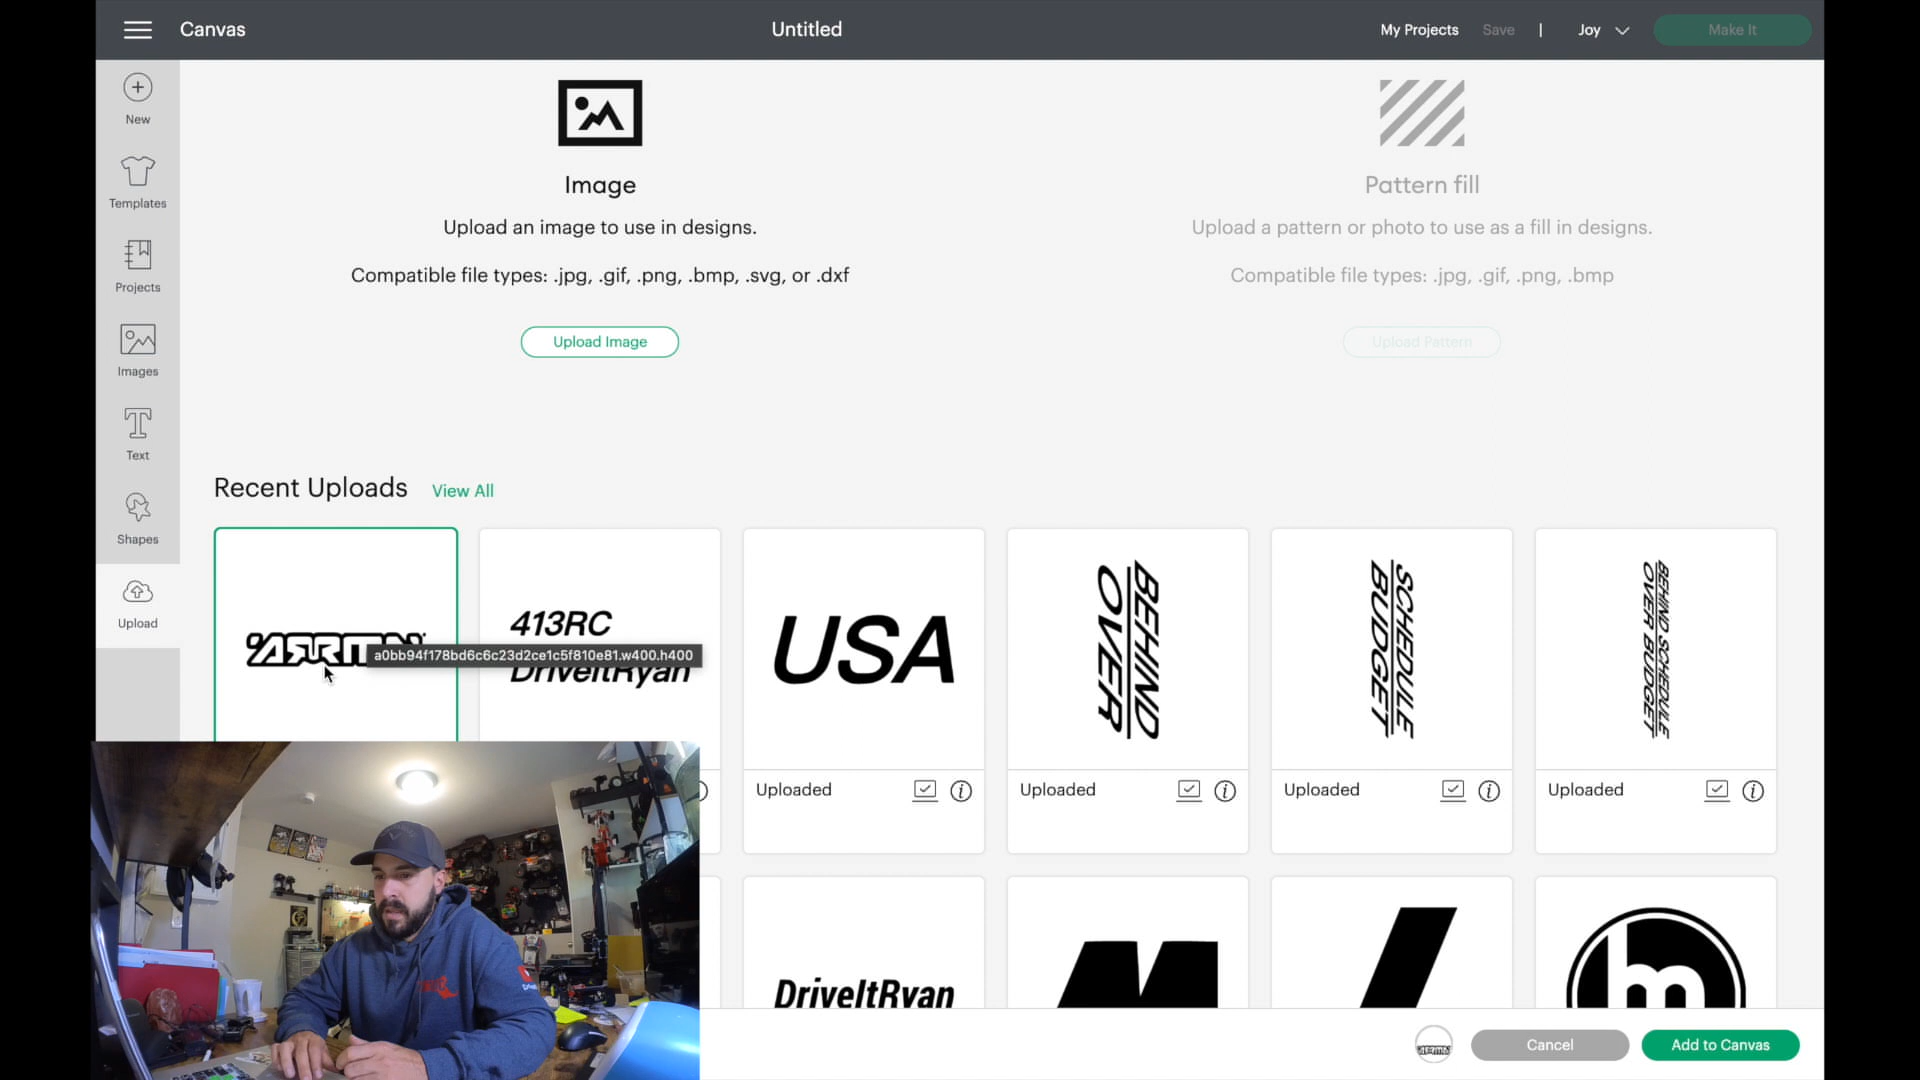 Canvas
Untitled
My Projects
Save
|
Joy
Make It
New
Templates
Projects
Images
Text
Shapes
Upload
Image
Upload an image to use in designs.
Compatible file types: .jpg, .gif, .png, .bmp, .svg, or .dxf
Upload Image
Pattern fill
Upload a pattern or photo to use as a fill in designs.
Compatible file types: .jpg, .gif, .png, .bmp
Upload Pattern
Recent Uploads
View All
a0bb94f178bd6c6c23d2ce1c5f810e81.w400.h400
413RC
DriveItRyan
USA
BEHIND
OVER
SCHEDULE
BUDGET
BEHIND SCHEDULE
OVER BUDGET
Uploaded
Uploaded
Uploaded
Uploaded
DriveItRyan
m
Cancel
Add to Canvas